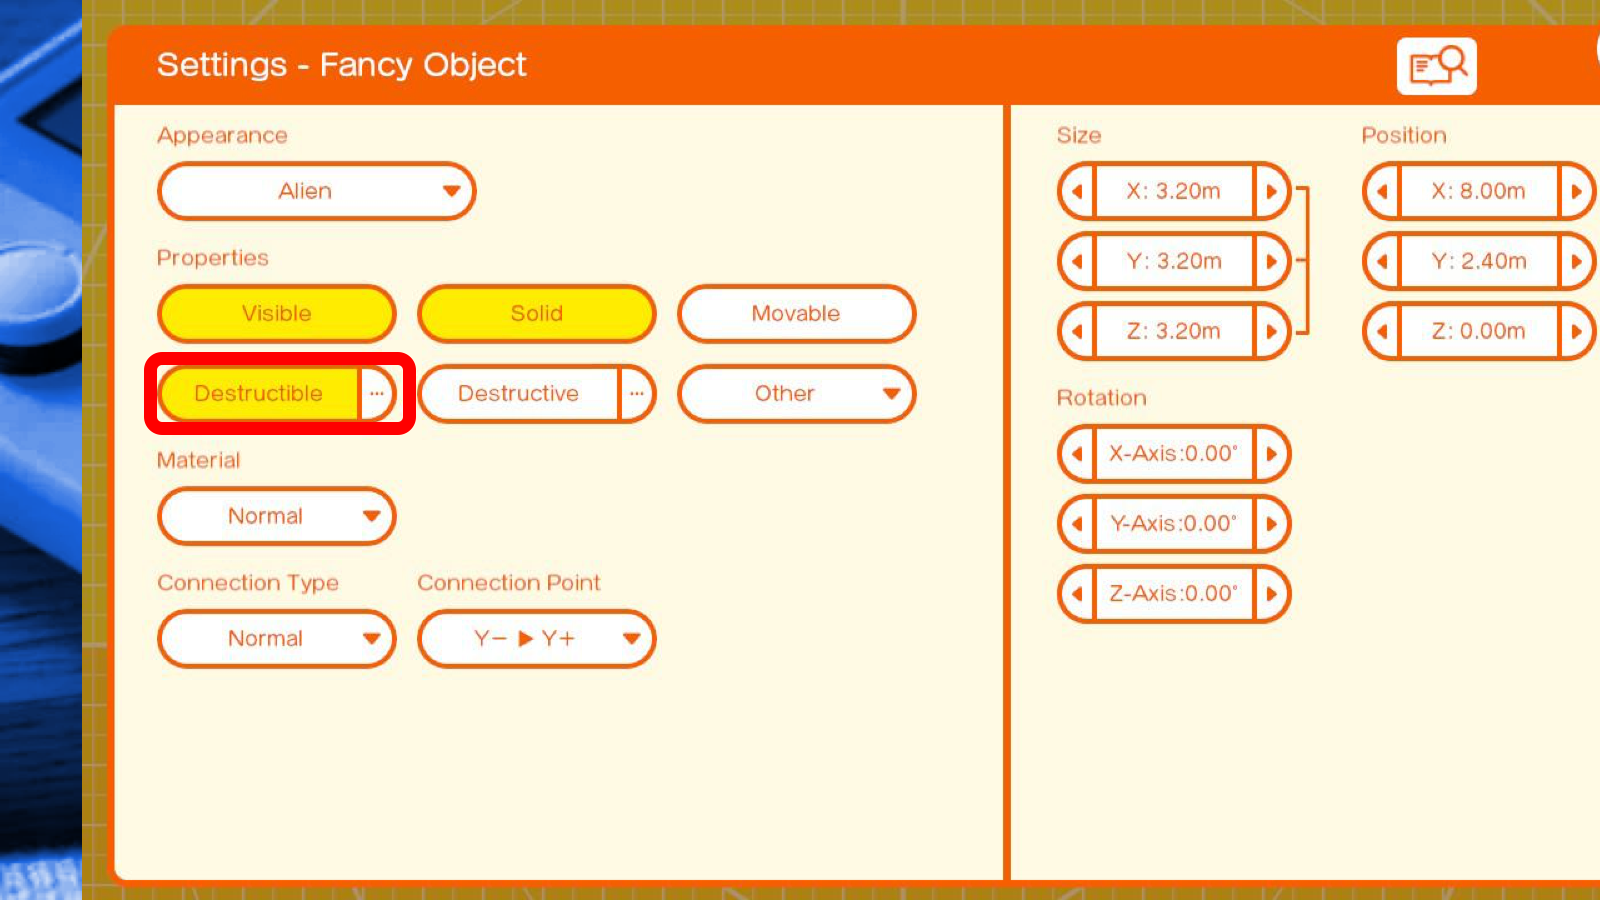 Settings - Fancy Object
Appearance
Alien
Properties
Visible
Solid
Movable
Destructible ...
Destructive ...
Other
Material
Normal
Connection Type
Connection Point
Normal
Y− ▶ Y+
Size
X: 3.20m
Y: 3.20m
Z: 3.20m
Position
X: 8.00m
Y: 2.40m
Z: 0.00m
Rotation
X-Axis:0.00°
Y-Axis:0.00°
Z-Axis:0.00°